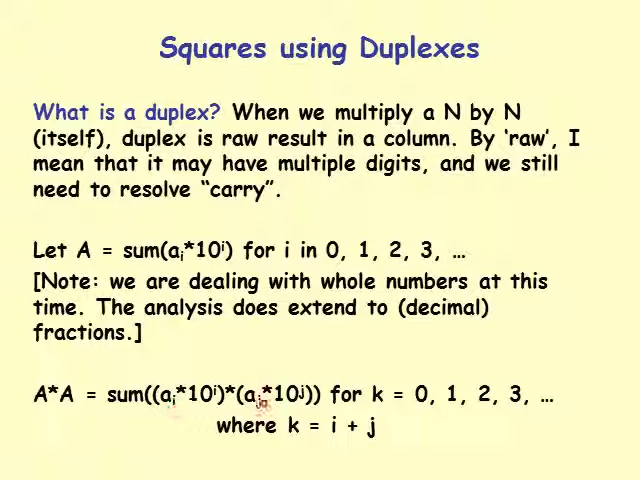 Squares using Duplexes
What is a duplex? When we multiply a N by N
(itself), duplex is raw result in a column. By ‘raw’, I
mean that it may have multiple digits, and we still
need to resolve “carry”.
Let A = sum(aᵢ*10ⁱ) for i in 0, 1, 2, 3, …
[Note: we are dealing with whole numbers at this
time. The analysis does extend to (decimal)
fractions.]
A*A = sum((aᵢ*10ⁱ)*(aⱼ*10ʲ)) for k = 0, 1, 2, 3, …
where k = i + j